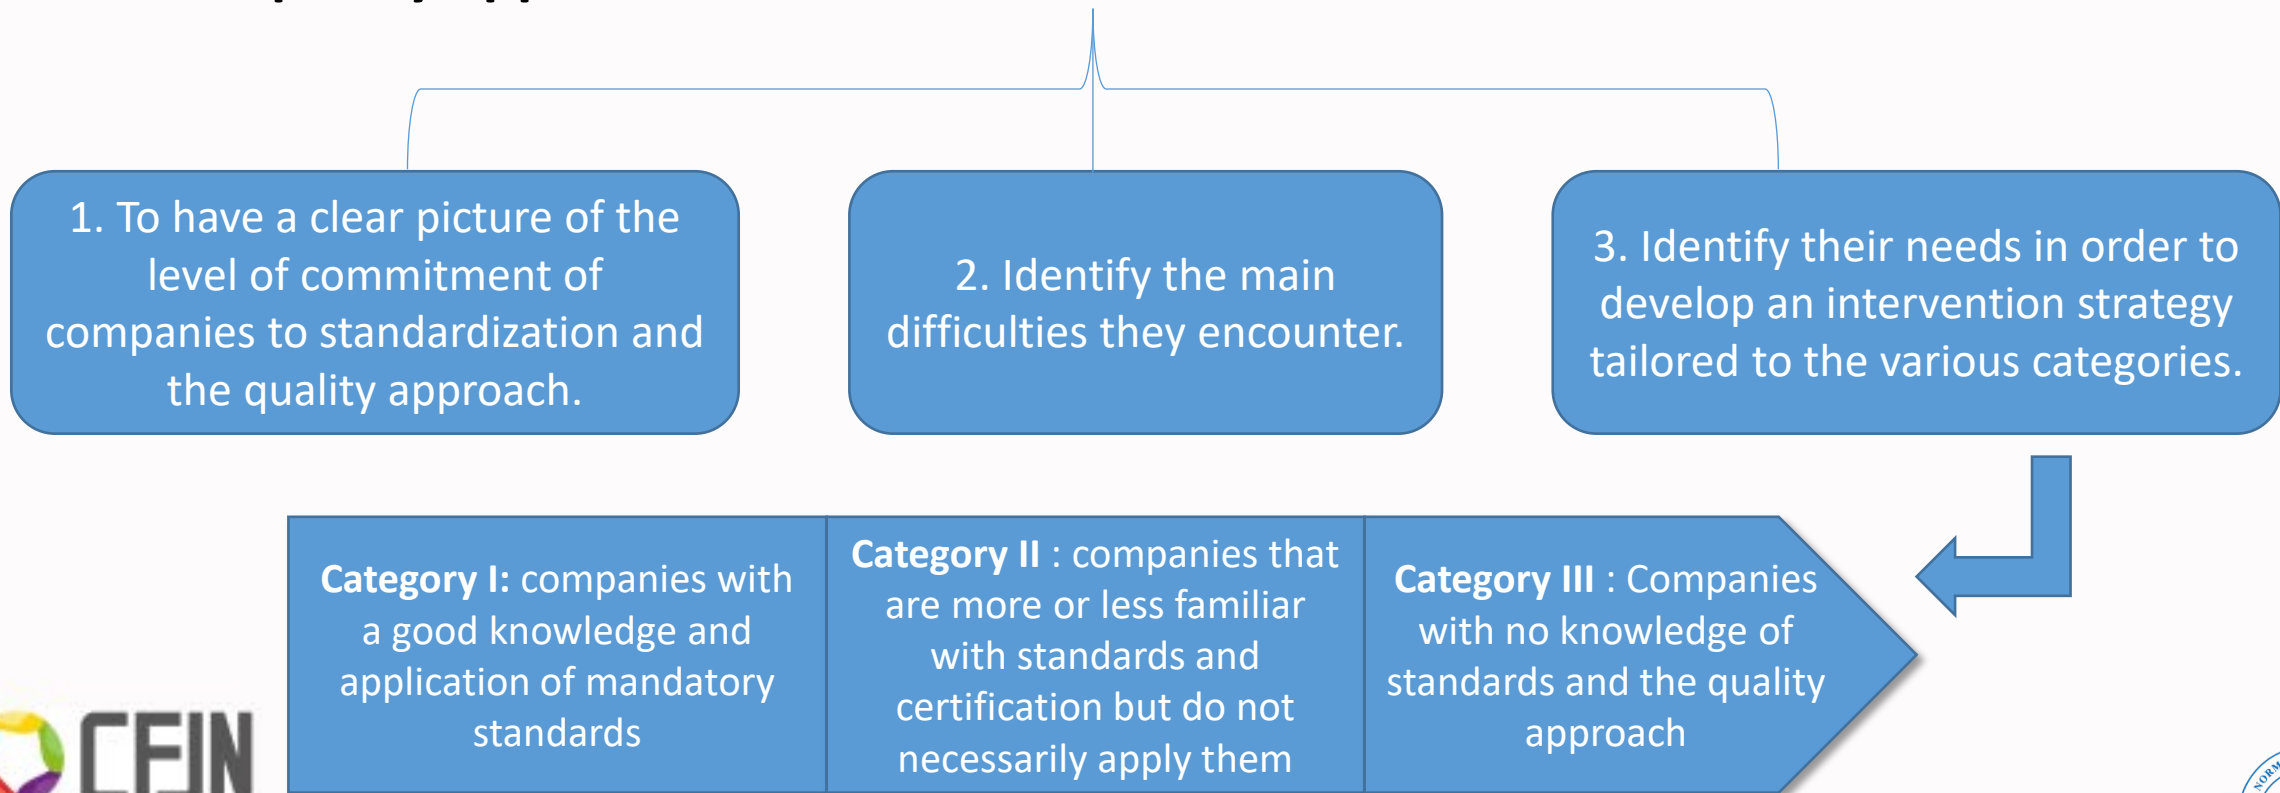 1. To have a clear picture of the
level of commitment of
companies to standardization and
the quality approach.
2. Identify the main
difficulties they encounter.
3. Identify their needs in order to
develop an intervention strategy
tailored to the various categories.
Category I: companies with
a good knowledge and
application of mandatory
standards
Category II : companies that
are more or less familiar
with standards and
certification but do not
necessarily apply them
Category III : Companies
with no knowledge of
standards and the quality
approach